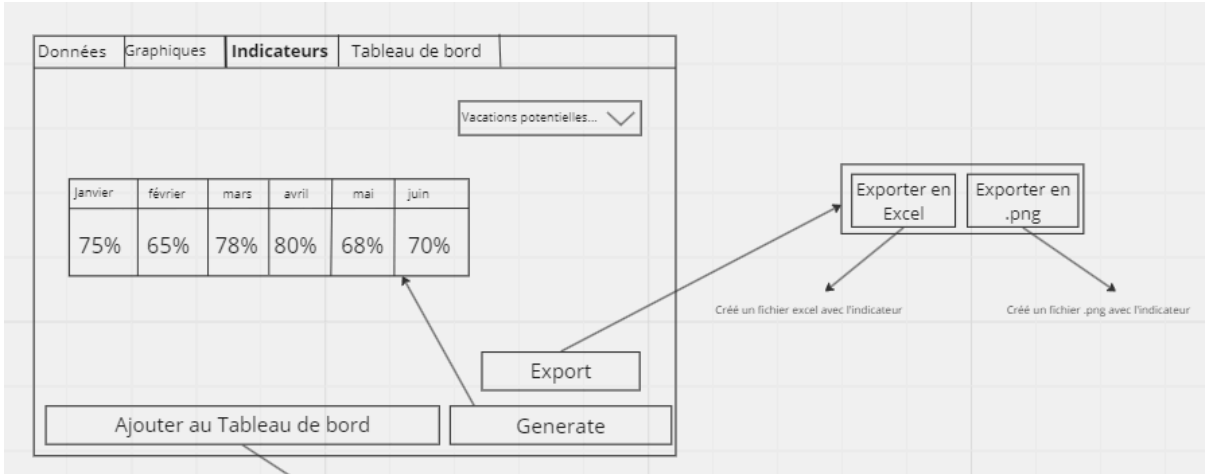 Données Graphiques Indicateurs Tableau de bord
Vacations potentielles...
Janvier février mars avril mai juin
75% 65% 78% 80% 68% 70%
Exporter en
Excel
Exporter en
.png
Créé un fichier excel avec l'indicateur
Créé un fichier .png avec l'indicateur
Export
Ajouter au Tableau de bord
Generate